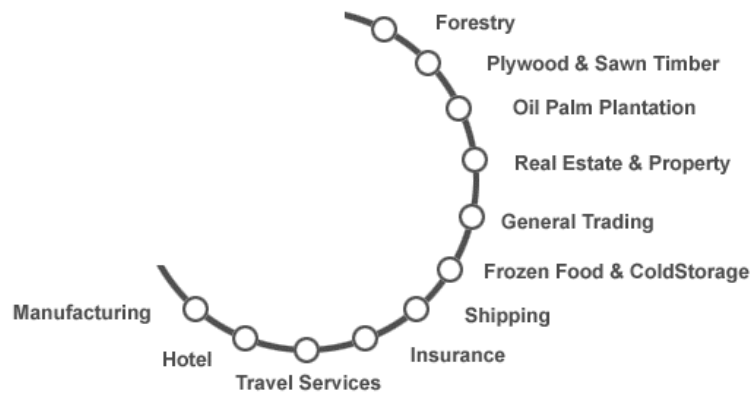 Forestry
Plywood & Sawn Timber
Oil Palm Plantation
Real Estate & Property
General Trading
Frozen Food & ColdStorage
Shipping
Insurance
Travel Services
Hotel
Manufacturing